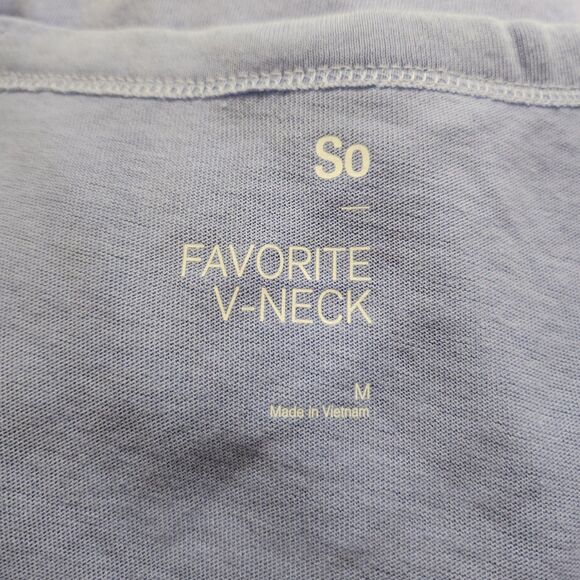 So
FAVORITE
V-NECK
M
Made in Vietnam